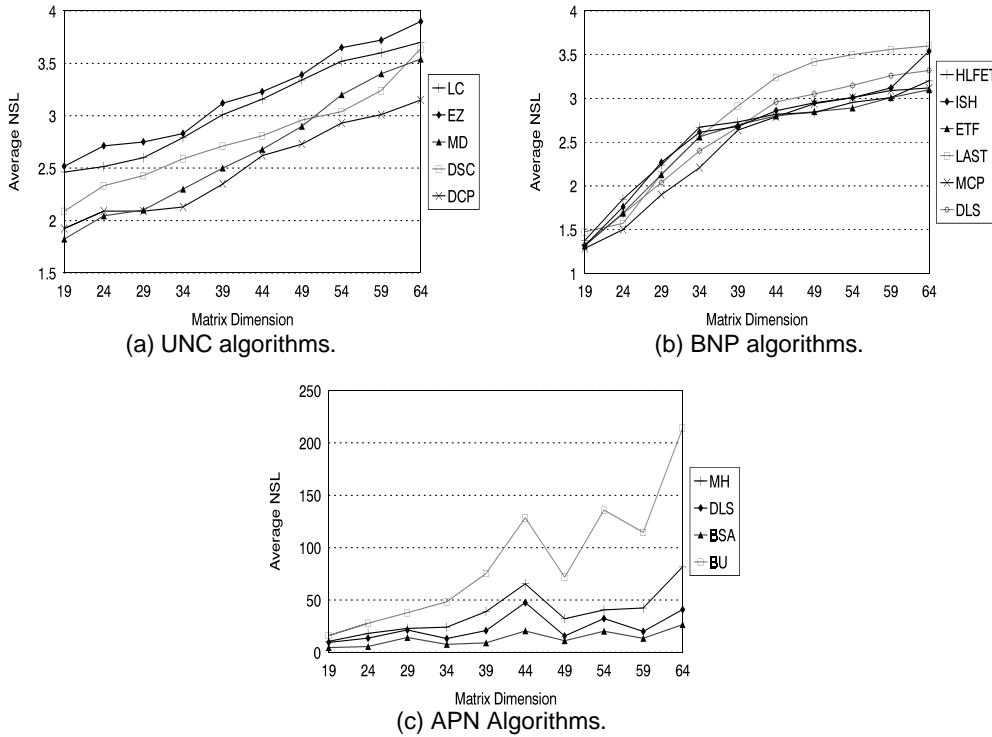 4
3.5
3
2.5
2
1.5
Average NSL
19 24 29 34 39 44 49 54 59 64
Matrix Dimension
LC
EZ
MD
DSC
DCP
(a) UNC algorithms.
4
3.5
3
2.5
2
1.5
1
Average NSL
19 24 29 34 39 44 49 54 59 64
Matrix Dimension
HLFET
ISH
ETF
LAST
MCP
DLS
(b) BNP algorithms.
250
200
150
100
50
0
Average NSL
19 24 29 34 39 44 49 54 59 64
Matrix Dimension
MH
DLS
BSA
BU
(c) APN Algorithms.